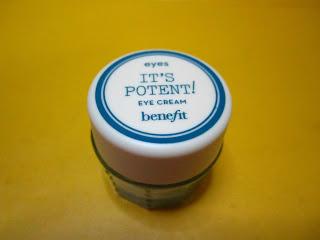 eyes
IT'S
POTENT!
EYE CREAM
benefit